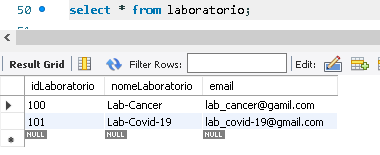 50 select * from laboratorio;
Result Grid Filter Rows: Edit:
idLaboratorio nomeLaboratorio email
100 Lab-Cancer lab_cancer@gamil.com
101 Lab-Covid-19 lab_covid-19@gmail.com
NULL NULL NULL